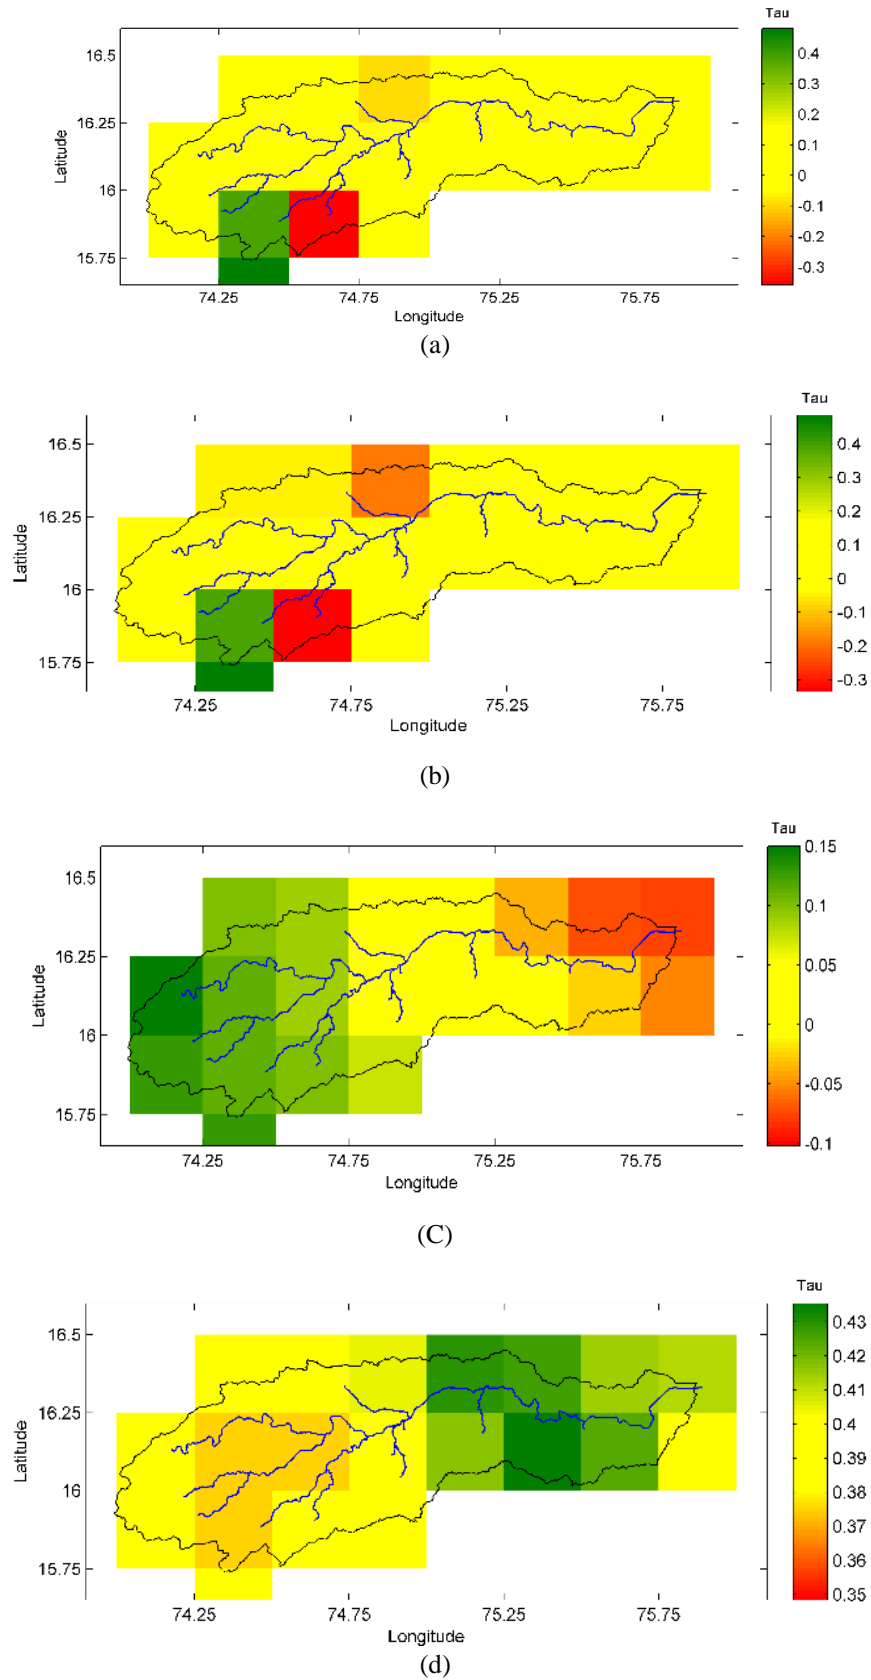 Tau
16.5
16.25
16
15.75
Latitude
0.4
0.3
0.2
0.1
0
-0.1
-0.2
-0.3
74.25 74.75 75.25 75.75
Longitude
(a)
Tau
16.5
16.25
16
15.75
Latitude
0.4
0.3
0.2
0.1
0
-0.1
-0.2
-0.3
74.25 74.75 75.25 75.75
Longitude
(b)
Tau
16.5
16.25
16
15.75
Latitude
0.15
0.1
0.05
0
-0.05
-0.1
74.25 74.75 75.25 75.75
Longitude
(C)
Tau
16.5
16.25
16
15.75
Latitude
0.43
0.42
0.41
0.4
0.39
0.38
0.37
0.36
0.35
74.25 74.75 75.25 75.75
Longitude
(d)